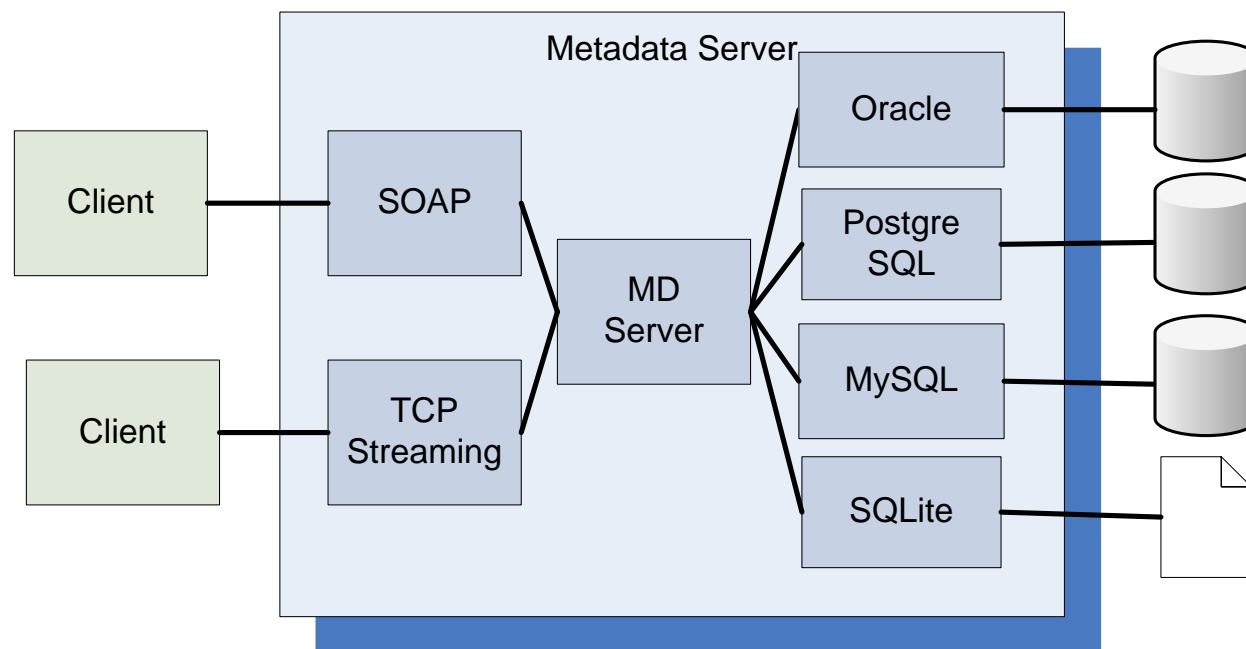 Metadata Server
Oracle
Client
SOAP
Postgre
SQL
MD
Server
MySQL
Client
TCP
Streaming
SQLite